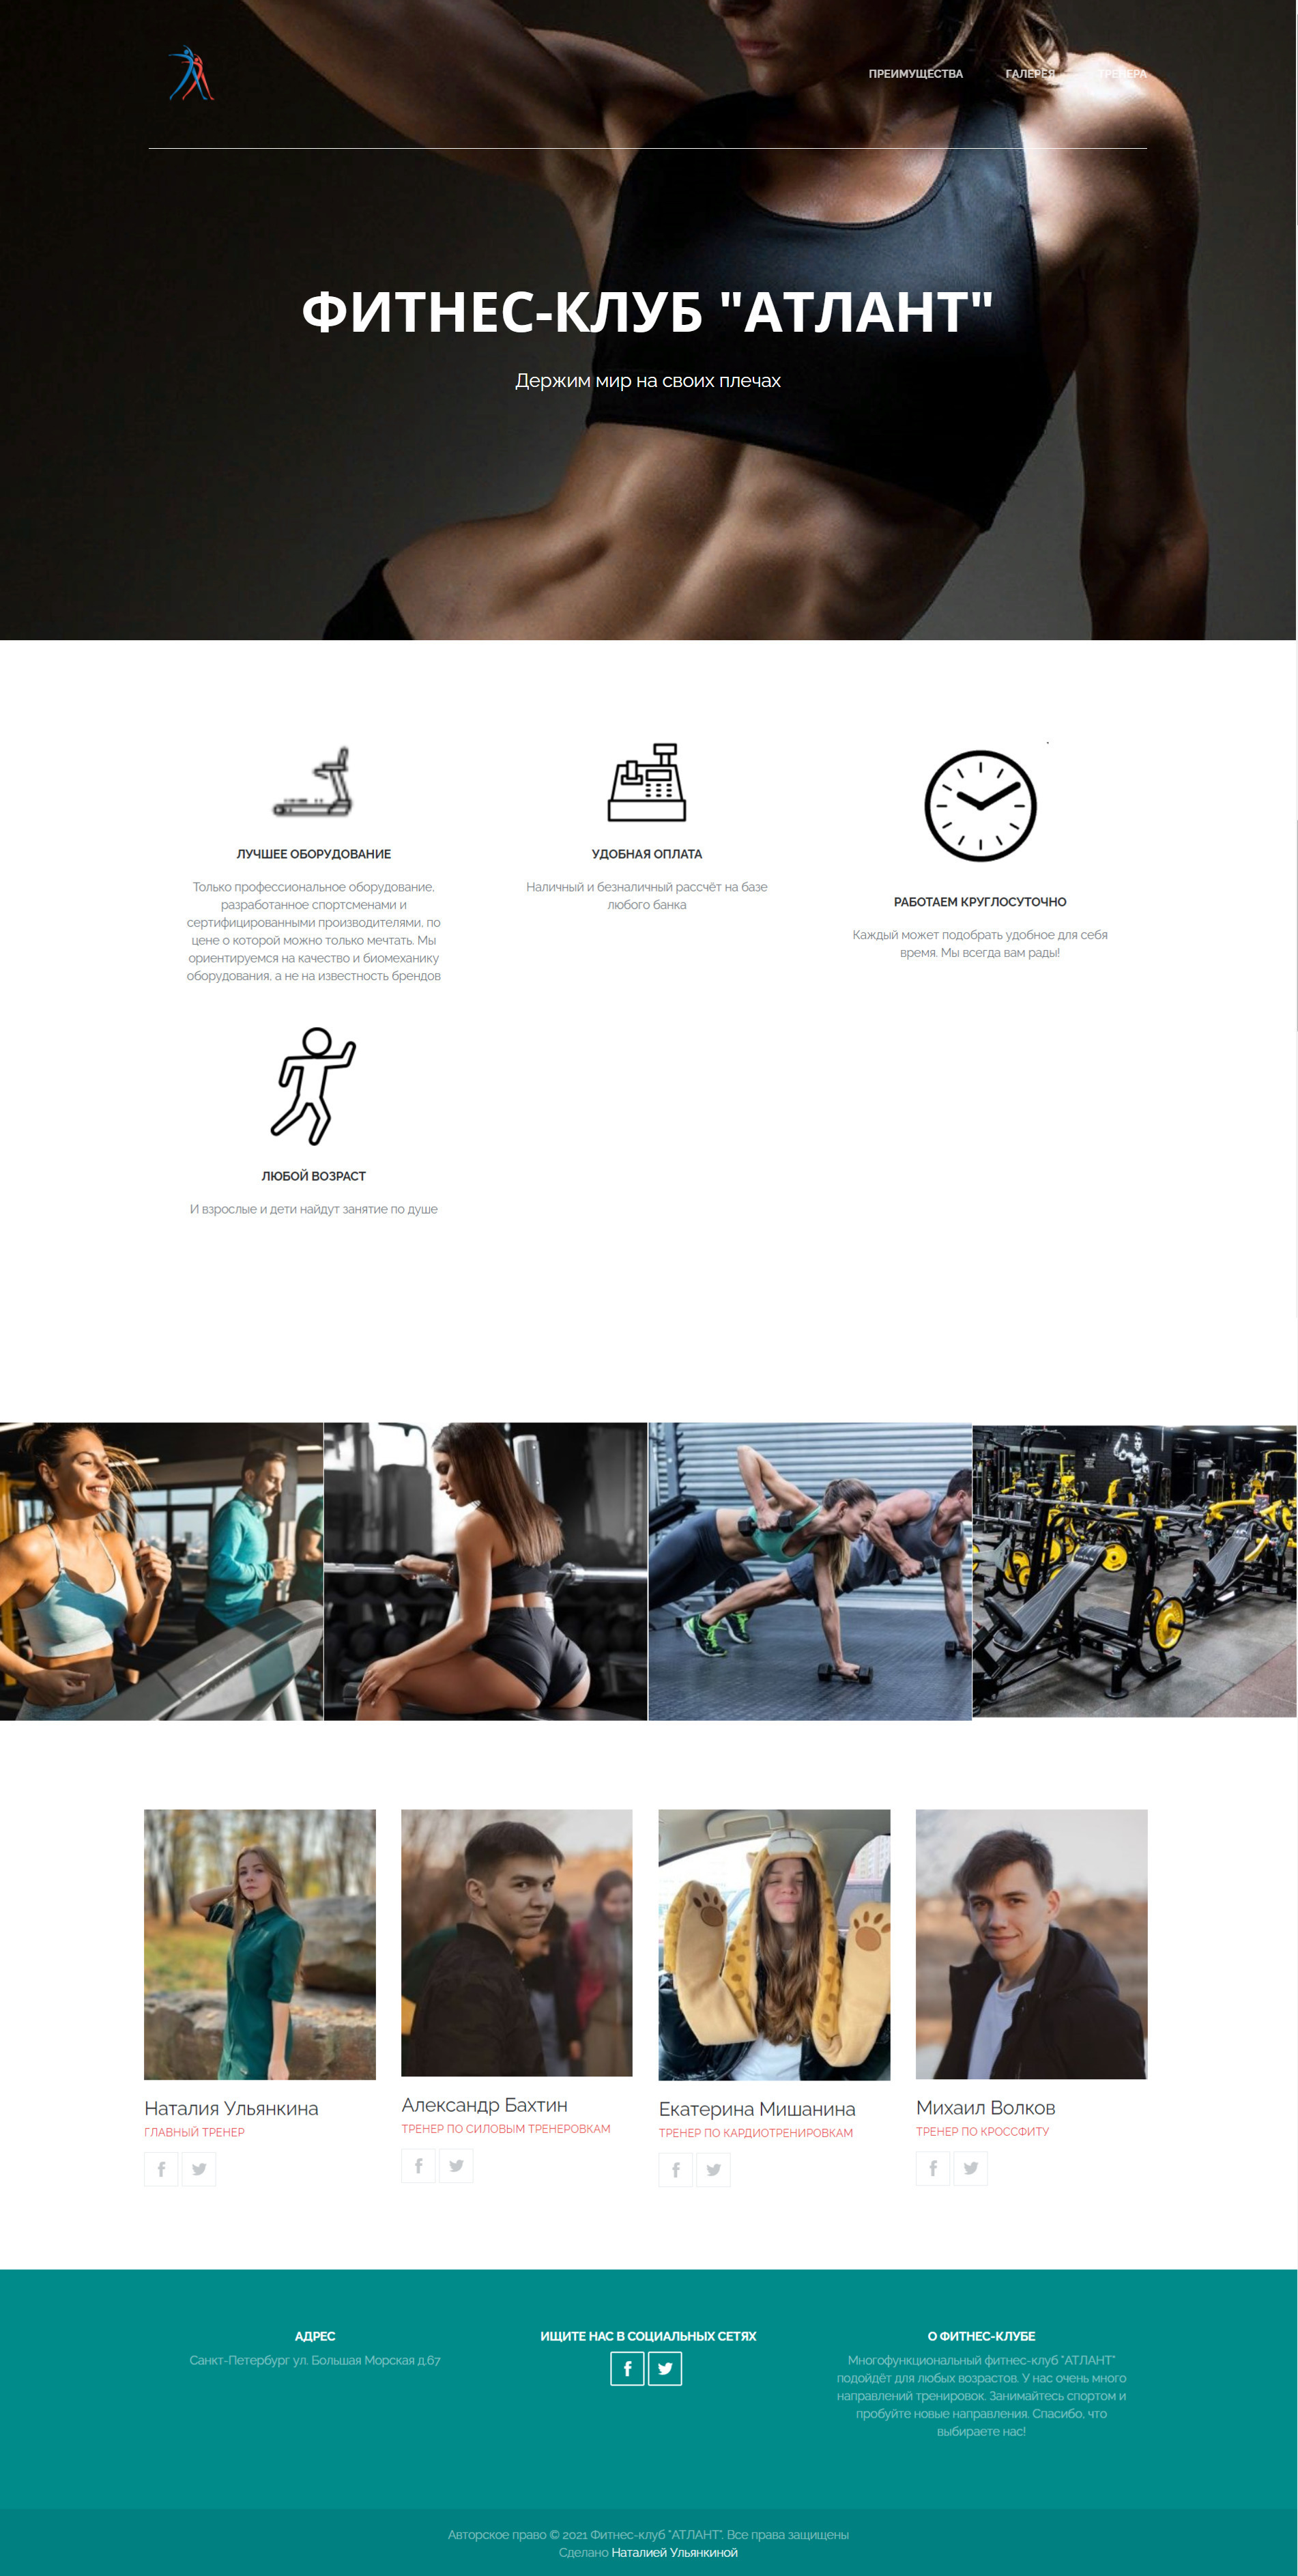 ПРЕИМУЩЕСТВА ГАЛЕРЕЯ ТРЕНЕРА
ФИТНЕС-КЛУБ "АТЛАНТ"
Держим мир на своих плечах
ЛУЧШЕЕ ОБОРУДОВАНИЕ
Только профессиональное оборудование,
разработанное спортсменами и
сертифицированными производителями, по
цене о которой можно только мечтать. Мы
ориентируемся на качество и биомеханику
оборудования, а не на известность брендов
УДОБНАЯ ОПЛАТА
Наличный и безналичный рассчёт на базе
любого банка
РАБОТАЕМ КРУГЛОСУТОЧНО
Каждый может подобрать удобное для себя
время. Мы всегда вам рады!
ЛЮБОЙ ВОЗРАСТ
И взрослые и дети найдут занятие по душе
Наталия Ульянкина
ГЛАВНЫЙ ТРЕНЕР
Александр Бахтин
ТРЕНЕР ПО СИЛОВЫМ ТРЕНЕРОВКАМ
Екатерина Мишанина
ТРЕНЕР ПО КАРДИОТРЕНИРОВКАМ
Михаил Волков
ТРЕНЕР ПО КРОССФИТУ
АДРЕС
Санкт-Петербург ул. Большая Морская д.67
ИЩИТЕ НАС В СОЦИАЛЬНЫХ СЕТЯХ
О ФИТНЕС-КЛУБЕ
Многофункциональный фитнес-клуб "АТЛАНТ"
подойдёт для любых возрастов. У нас очень много
направлений тренировок. Занимайтесь спортом и
пробуйте новые направления. Спасибо, что
выбираете нас!
Авторское право © 2021 Фитнес-клуб "АТЛАНТ". Все права защищены
Сделано Наталией Ульянкиной